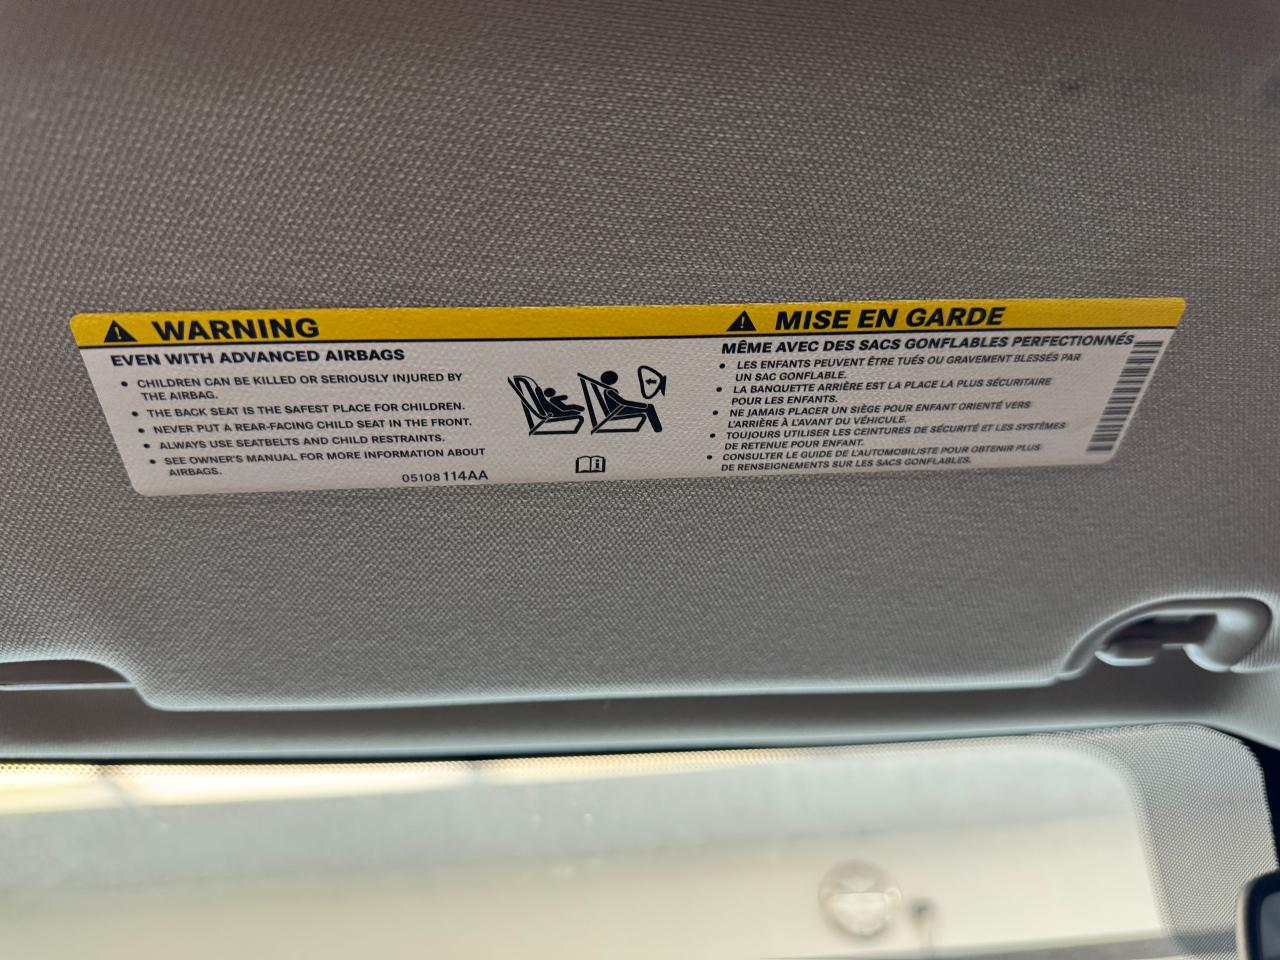 WARNING
EVEN WITH ADVANCED AIRBAGS
• CHILDREN CAN BE KILLED OR SERIOUSLY INJURED BY
THE AIRBAG.
• THE BACK SEAT IS THE SAFEST PLACE FOR CHILDREN.
• NEVER PUT A REAR-FACING CHILD SEAT IN THE FRONT.
• ALWAYS USE SEATBELTS AND CHILD RESTRAINTS.
• SEE OWNER'S MANUAL FOR MORE INFORMATION ABOUT
AIRBAGS.
05108114AA
MISE EN GARDE
MÊME AVEC DES SACS GONFLABLES PERFECTIONNÉS
• LES ENFANTS PEUVENT ÊTRE TUÉS OU GRAVEMENT BLESSÉS PAR
UN SAC GONFLABLE.
• LA BANQUETTE ARRIÈRE EST LA PLACE LA PLUS SÉCURITAIRE
POUR LES ENFANTS.
• NE JAMAIS PLACER UN SIÈGE POUR ENFANT ORIENTÉ VERS
L'ARRIÈRE À L'AVANT DU VÉHICULE.
• TOUJOURS UTILISER LES CEINTURES DE SÉCURITÉ ET LES SYSTÈMES
DE RETENUE POUR ENFANT.
• CONSULTER LE GUIDE DE L'AUTOMOBILISTE POUR OBTENIR PLUS
DE RENSEIGNEMENTS SUR LES SACS GONFLABLES.